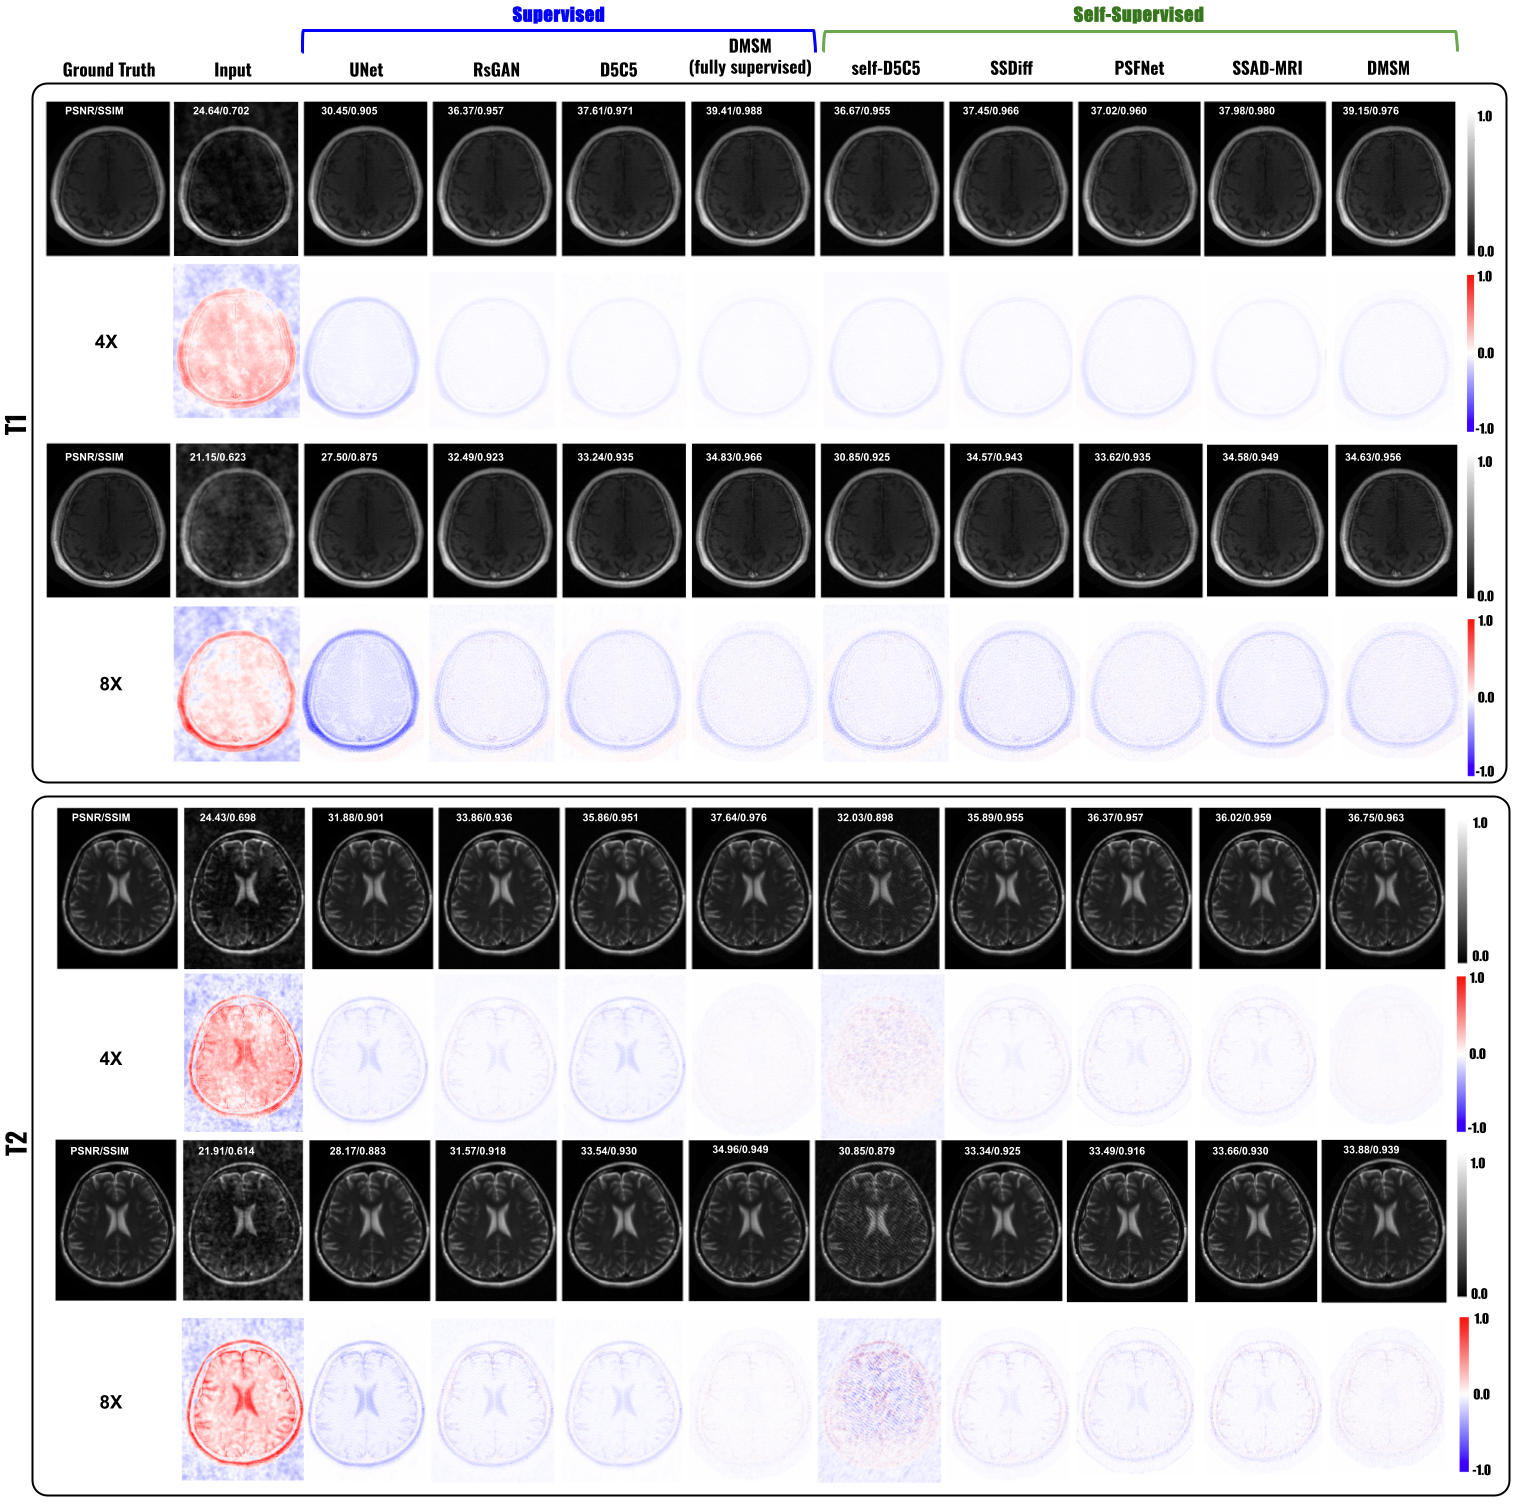 Supervised
Self-Supervised
Ground Truth Input UNet RsGAN D5C5 DMSM (fully supervised) self-D5C5 SSDiff PSFNet SSAD-MRI DMSM
T1
PSNR/SSIM 24.64/0.702 30.45/0.905 36.37/0.957 37.61/0.971 39.41/0.988 36.67/0.955 37.45/0.966 37.02/0.960 37.98/0.980 39.15/0.976
1.0
0.0
4X
1.0
0.0
-1.0
PSNR/SSIM 21.15/0.623 27.50/0.875 32.49/0.923 33.24/0.935 34.83/0.966 30.85/0.925 34.57/0.943 33.62/0.935 34.58/0.949 34.63/0.956
1.0
0.0
8X
1.0
0.0
-1.0
T2
PSNR/SSIM 24.43/0.698 31.88/0.901 33.86/0.936 35.86/0.951 37.64/0.976 32.03/0.898 35.89/0.955 36.37/0.957 36.02/0.959 36.75/0.963
1.0
0.0
4X
1.0
0.0
-1.0
PSNR/SSIM 21.91/0.614 28.17/0.883 31.57/0.918 33.54/0.930 34.96/0.949 30.85/0.879 33.34/0.925 33.49/0.916 33.66/0.930 33.88/0.939
1.0
0.0
8X
1.0
0.0
-1.0